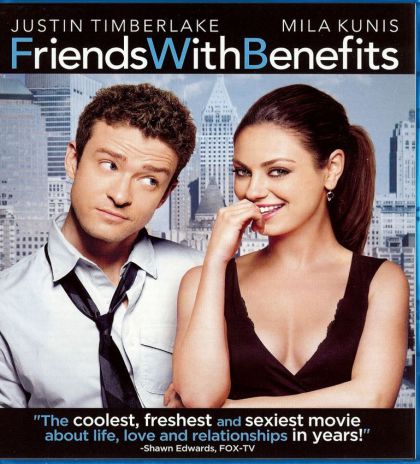 JUSTIN TIMBERLAKE MILA KUNIS
FriendsWithBenefits
"The coolest, freshest and sexiest movie
about life, love and relationships in years!"
-Shawn Edwards, FOX-TV